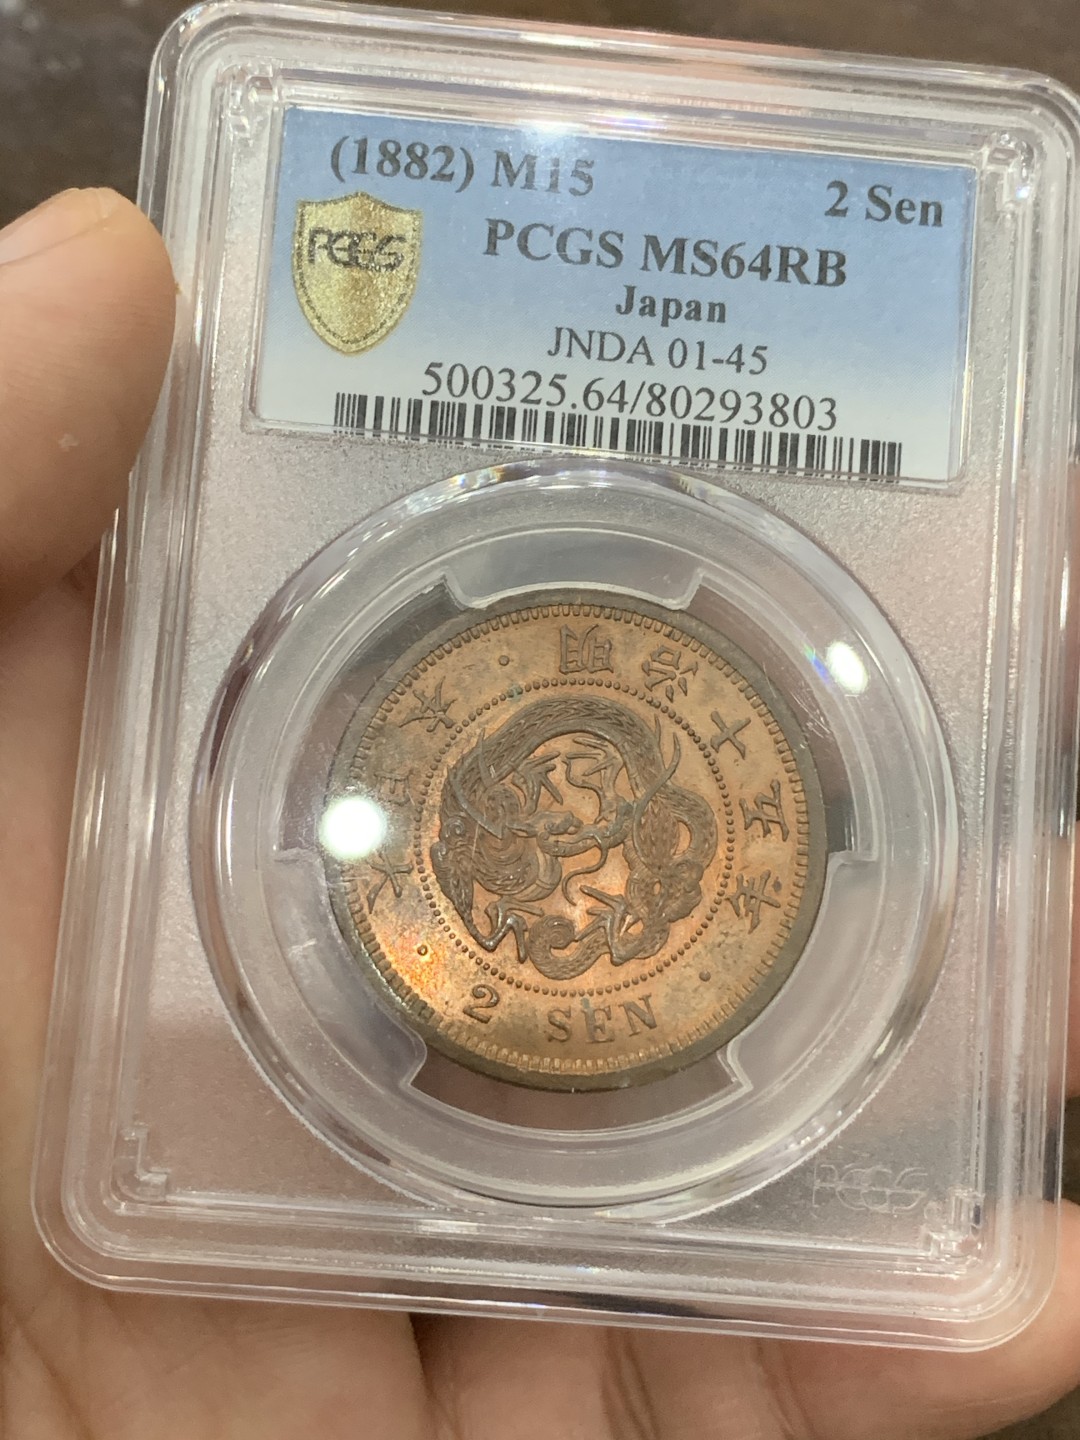 (1882) M15
2 Sen
PCGS
PCGS MS64RB
Japan
JNDA 01-45
500325.64/80293803
大日本 · 明治十五年 ·
2 SEN
PCGS